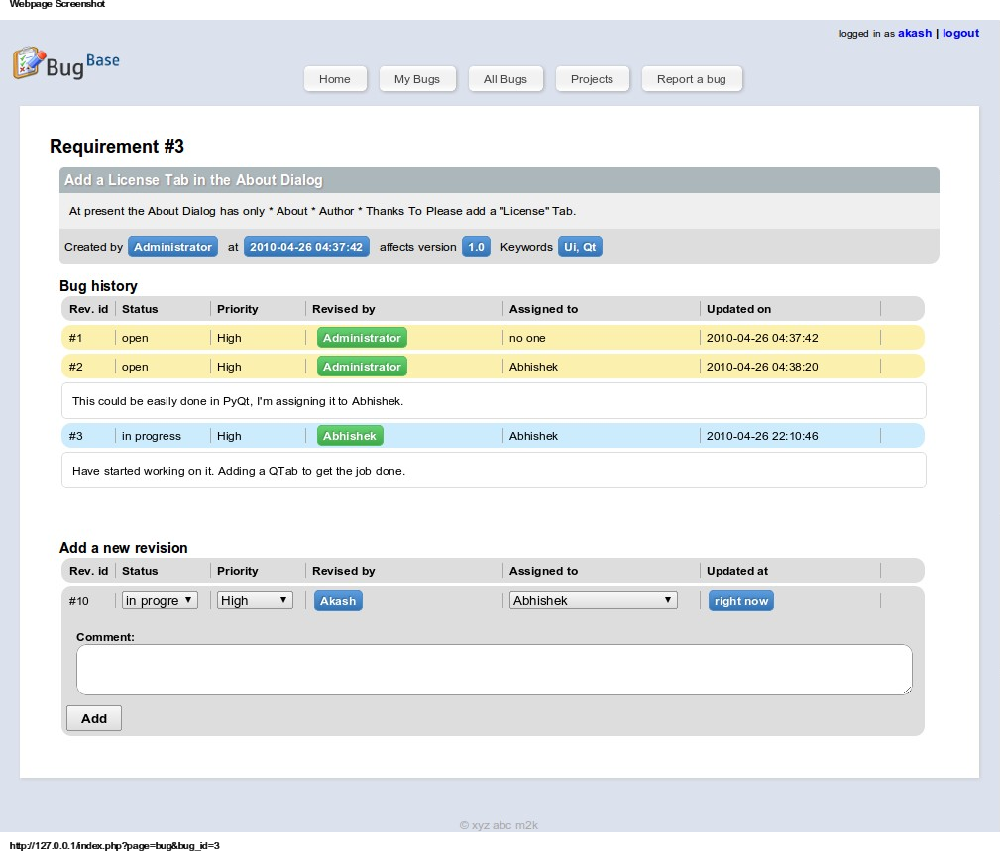 Webpage Screenshot
logged in as akash | logout
Bug Base
Home My Bugs All Bugs Projects Report a bug
Requirement #3
Add a License Tab in the About Dialog
At present the About Dialog has only * About * Author * Thanks To Please add a "License" Tab.
Created by Administrator at 2010-04-26 04:37:42 affects version 1.0 Keywords Ui, Qt
Bug history
Rev. id Status Priority Revised by Assigned to Updated on
#1 open High Administrator no one 2010-04-26 04:37:42
#2 open High Administrator Abhishek 2010-04-26 04:38:20
This could be easily done in PyQt, I'm assigning it to Abhishek.
#3 in progress High Abhishek Abhishek 2010-04-26 22:10:46
Have started working on it. Adding a QTab to get the job done.
Add a new revision
Rev. id Status Priority Revised by Assigned to Updated at
#10 in progre High Akash Abhishek right now
Comment:
Add
© xyz abc m2k
http://127.0.0.1/index.php?page=bug&bug_id=3